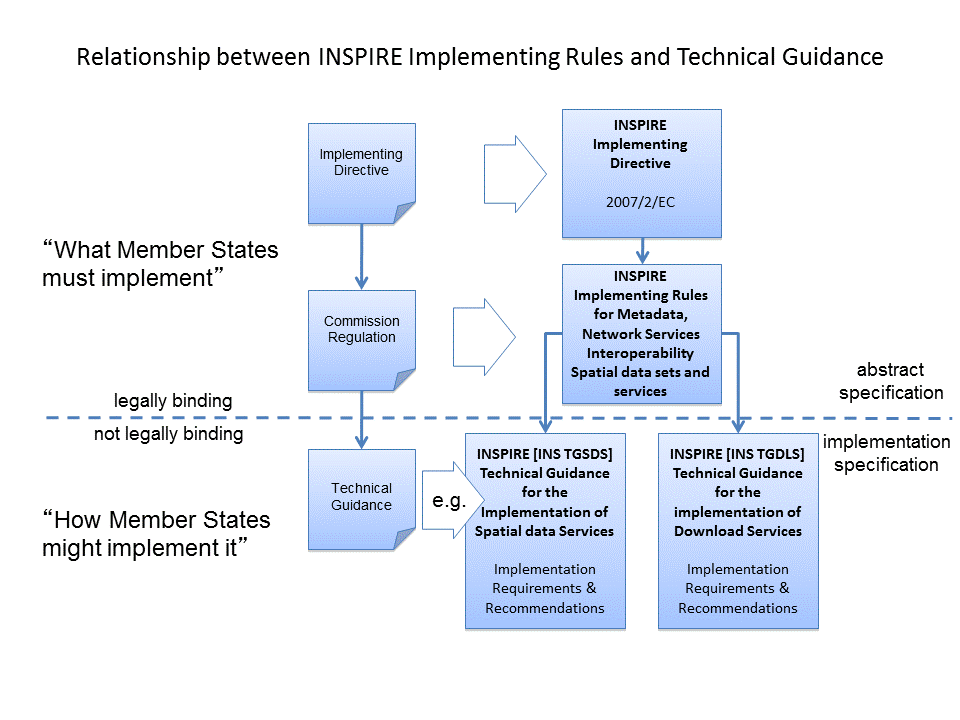 Relationship between INSPIRE Implementing Rules and Technical Guidance
Implementing
Directive
INSPIRE
Implementing
Directive
2007/2/EC
“What Member States
must implement”
Commission
Regulation
INSPIRE
Implementing Rules
for Metadata,
Network Services
Interoperability
Spatial data sets and
services
abstract
specification
legally binding
not legally binding
implementation
specification
Technical
Guidance
e.g.
INSPIRE [INS TGSDS]
Technical Guidance
for the
Implementation of
Spatial data Services
Implementation
Requirements &
Recommendations
INSPIRE [INS TGDLS]
Technical Guidance
for the
implementation of
Download Services
Implementation
Requirements &
Recommendations
“How Member States
might implement it”